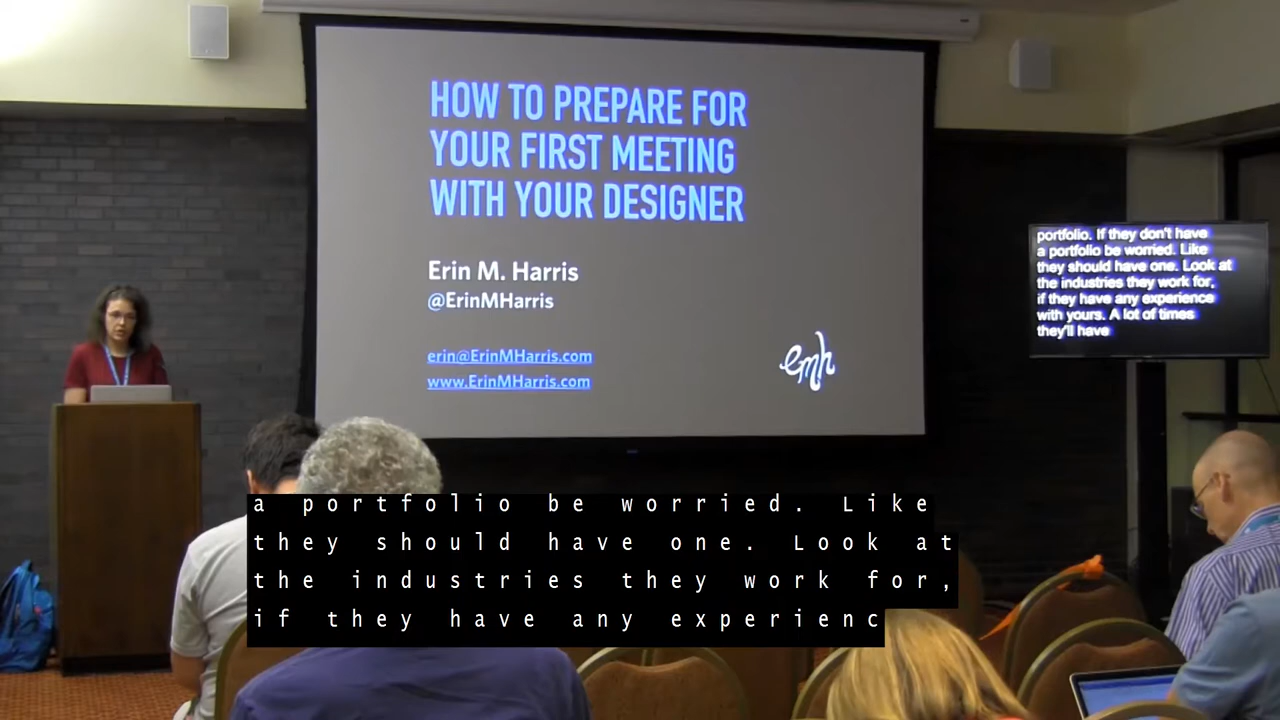 HOW TO PREPARE FOR
YOUR FIRST MEETING
WITH YOUR DESIGNER
Erin M. Harris
@ErinMHarris
erin@ErinMHarris.com
www.ErinMHarris.com
emh
portfolio. If they don't have
a portfolio be worried. Like
they should have one. Look at
the industries they work for,
if they have any experience
with yours. A lot of times
they'll have
a portfolio be worried. Like
they should have one. Look at
the industries they work for,
if they have any experienc